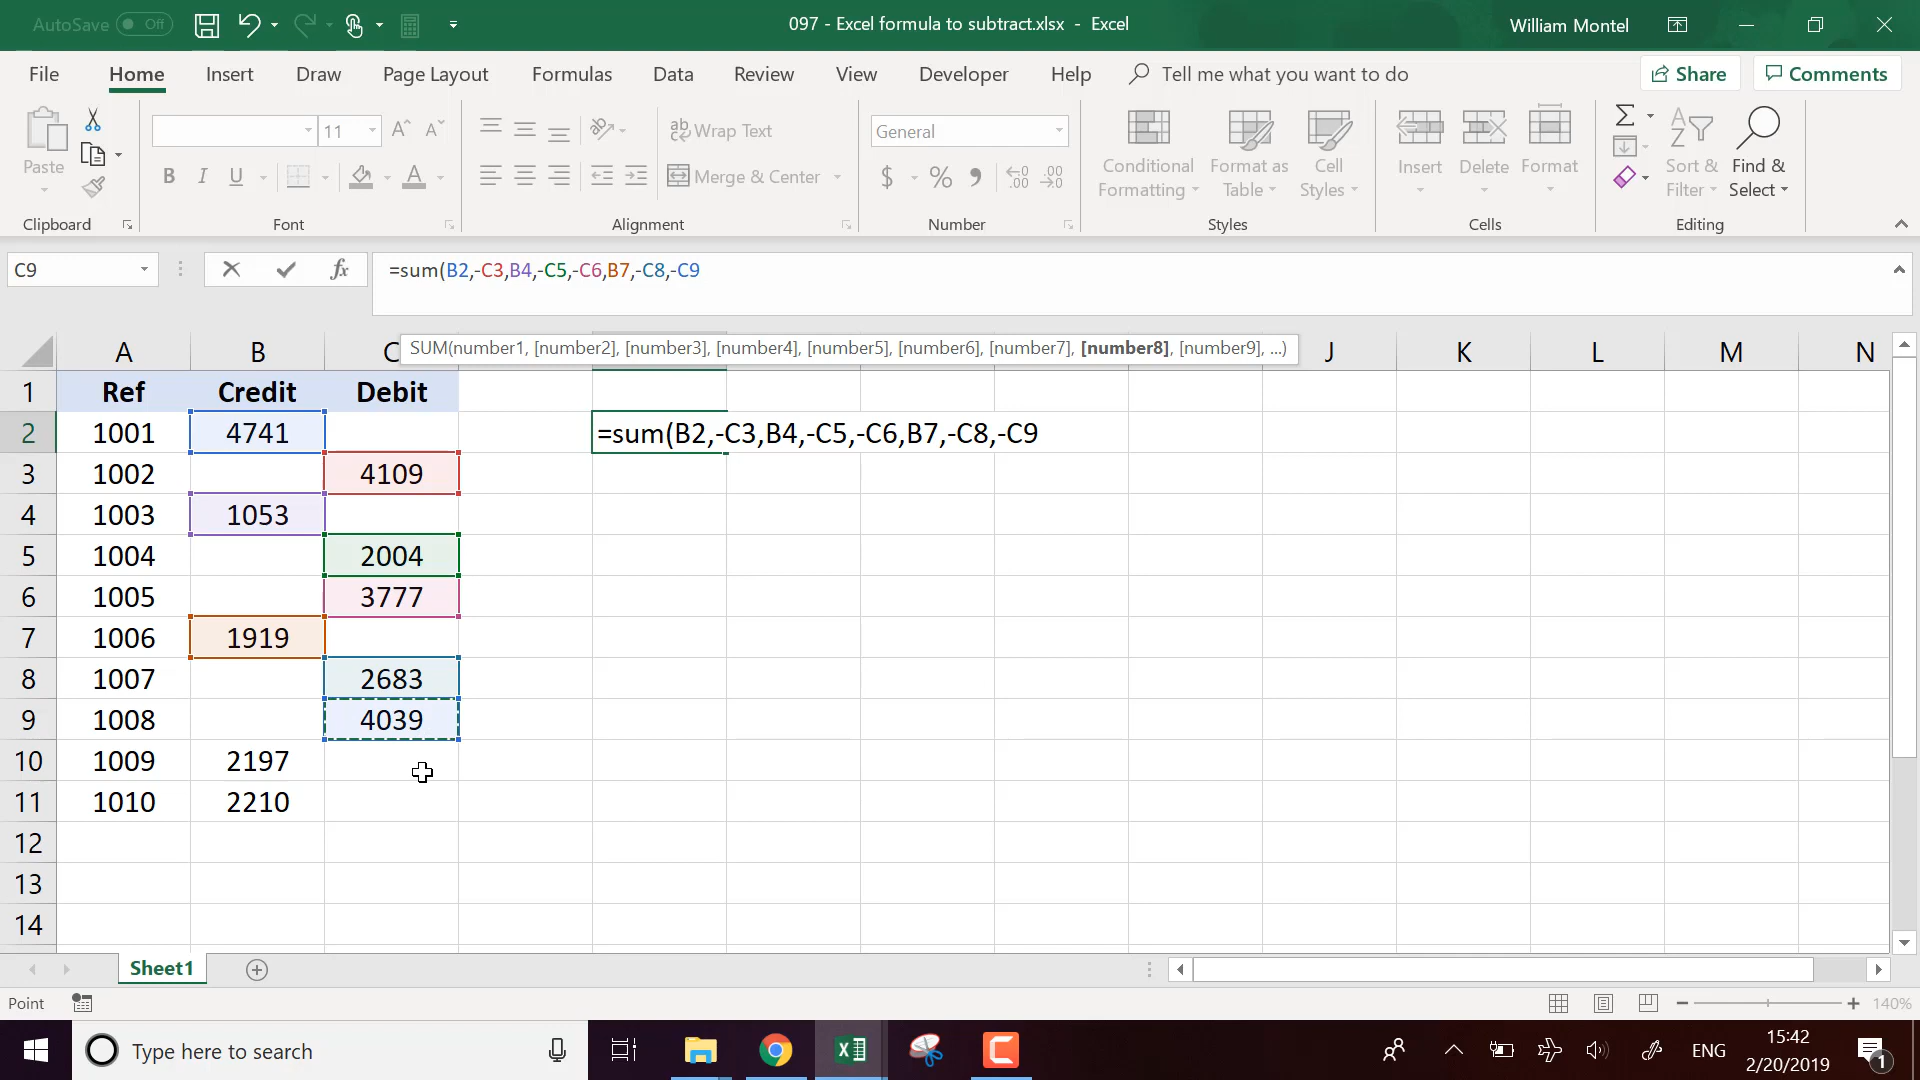 AutoSave Off
097 - Excel formula to subtract.xlsx - Excel
William Montel
File Home Insert Draw Page Layout Formulas Data Review View Developer Help Tell me what you want to do Share Comments
Paste
Clipboard
11
B I U A
Font
ab Wrap Text
Merge & Center
Alignment
General
$ % , .00 .00
Number
Conditional Formatting
Format as Table
Cell Styles
Styles
Insert Delete Format
Cells
Σ
Sort & Filter
Find & Select
Editing
C9
fx
=sum(B2,-C3,B4,-C5,-C6,B7,-C8,-C9
SUM(number1, [number2], [number3], [number4], [number5], [number6], [number7], [number8], [number9], ...)
A B C J K L M N
1 Ref Credit Debit
2 1001 4741 =sum(B2,-C3,B4,-C5,-C6,B7,-C8,-C9
3 1002 4109
4 1003 1053
5 1004 2004
6 1005 3777
7 1006 1919
8 1007 2683
9 1008 4039
10 1009 2197
11 1010 2210
12
13
14
Sheet1
Point
140%
Type here to search
ENG
15:42
2/20/2019
1